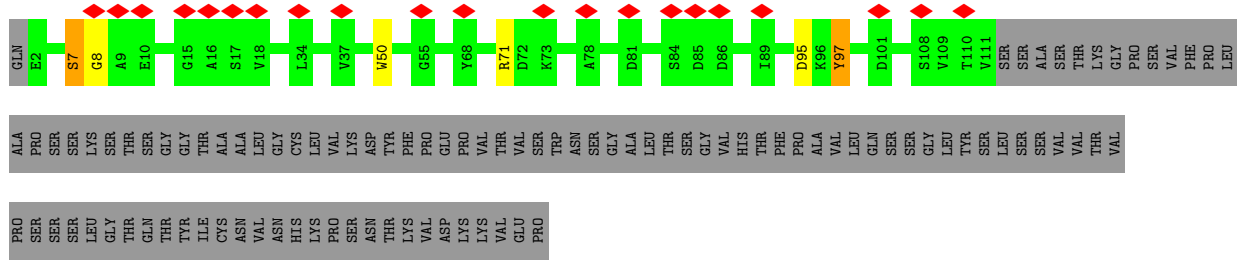 GLN E2 S7 G8 A9 E10 G15 A16 S17 V18 L34 V37 W50 G55 Y68 R71 D72 K73 A78 D81 S84 D85 D86 I89 D95 K96 Y97 D101 S108 V109 T110 V111 SER SER ALA SER THR LYS GLY PRO SER VAL PHE PRO LEU
ALA PRO SER SER LYS SER THR SER GLY GLY THR ALA ALA LEU GLY CYS LEU VAL LYS ASP TYR PHE PRO GLU PRO VAL THR VAL SER TRP ASN SER GLY ALA LEU THR SER GLY VAL HIS THR PHE PRO ALA VAL LEU GLN SER SER GLY LEU TYR SER LEU SER SER VAL VAL THR VAL
PRO SER SER SER LEU GLY THR GLN THR TYR ILE CYS ASN VAL ASN HIS LYS PRO SER ASN THR LYS VAL ASP LYS LYS VAL GLU PRO